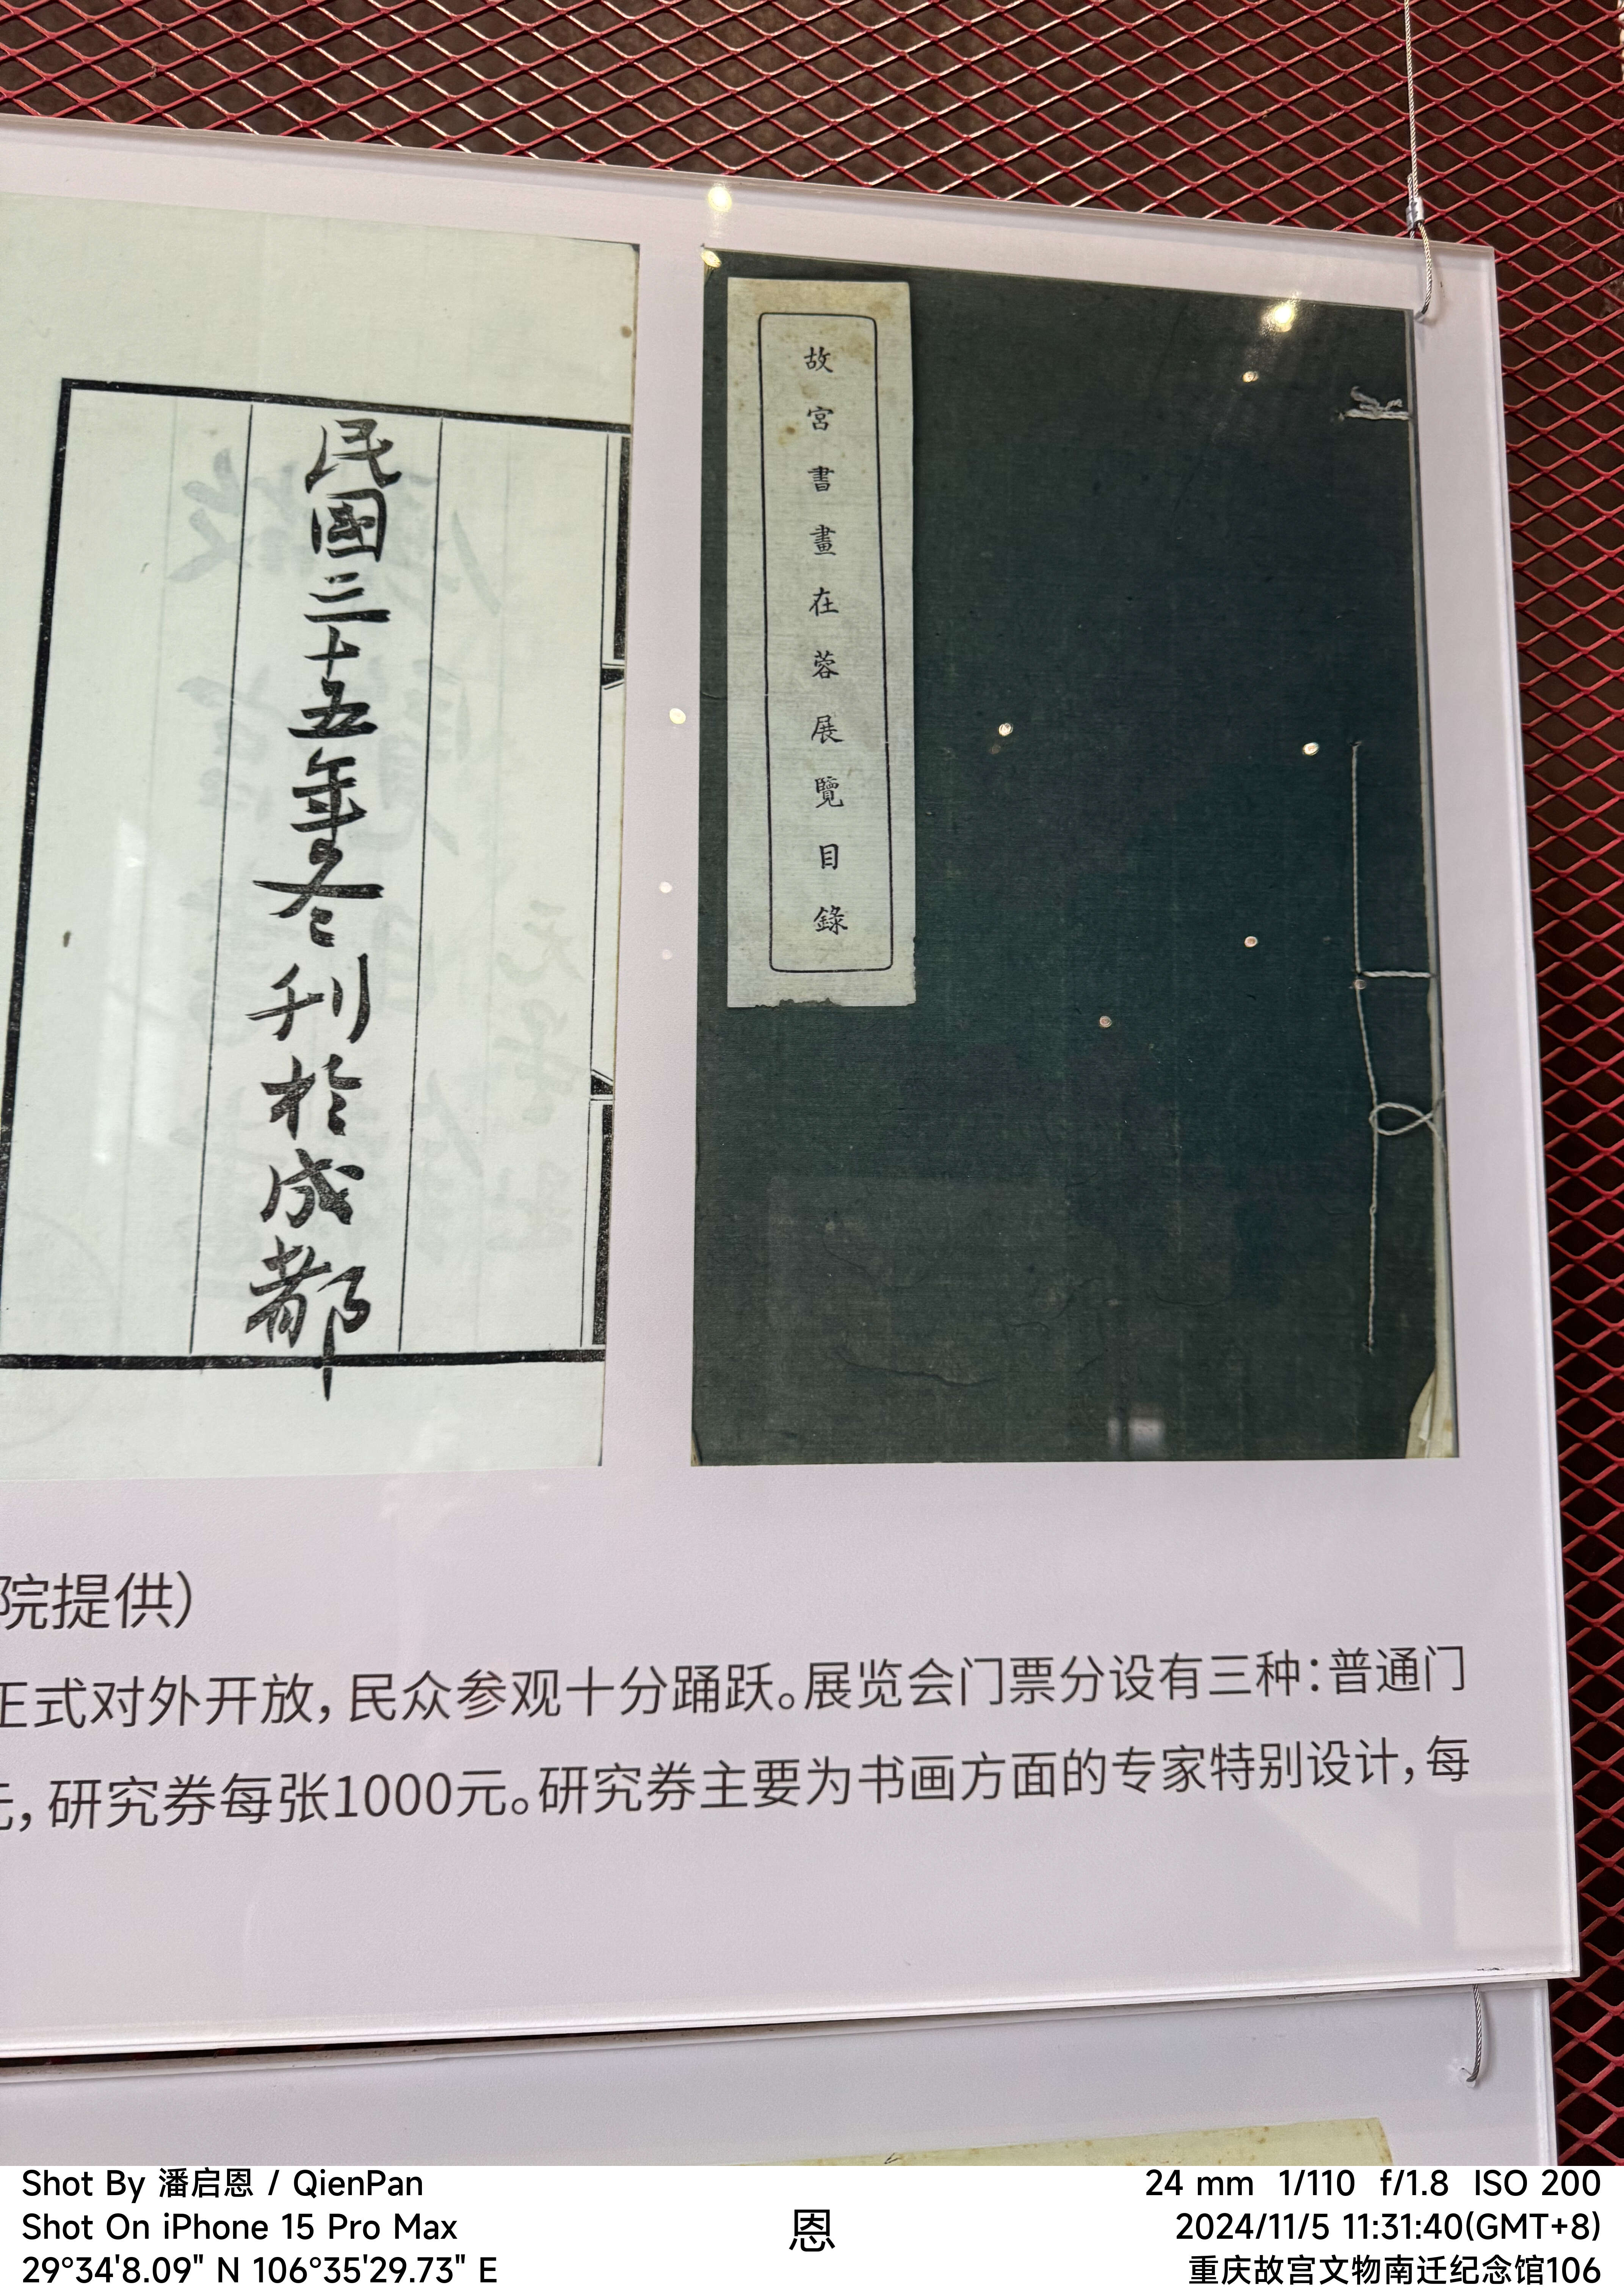 民國三十五年冬刊於成都
故宮書畫在蓉展覽目錄
院提供）
正式对外开放，民众参观十分踊跃。展览会门票分设有三种：普通门
元，研究券每张1000元。研究券主要为书画方面的专家特别设计，每
Shot By 潘启恩 / QienPan
Shot On iPhone 15 Pro Max
29°34'8.09" N 106°35'29.73" E
恩
24 mm 1/110 f/1.8 ISO 200
2024/11/5 11:31:40(GMT+8)
重庆故宫文物南迁纪念馆106